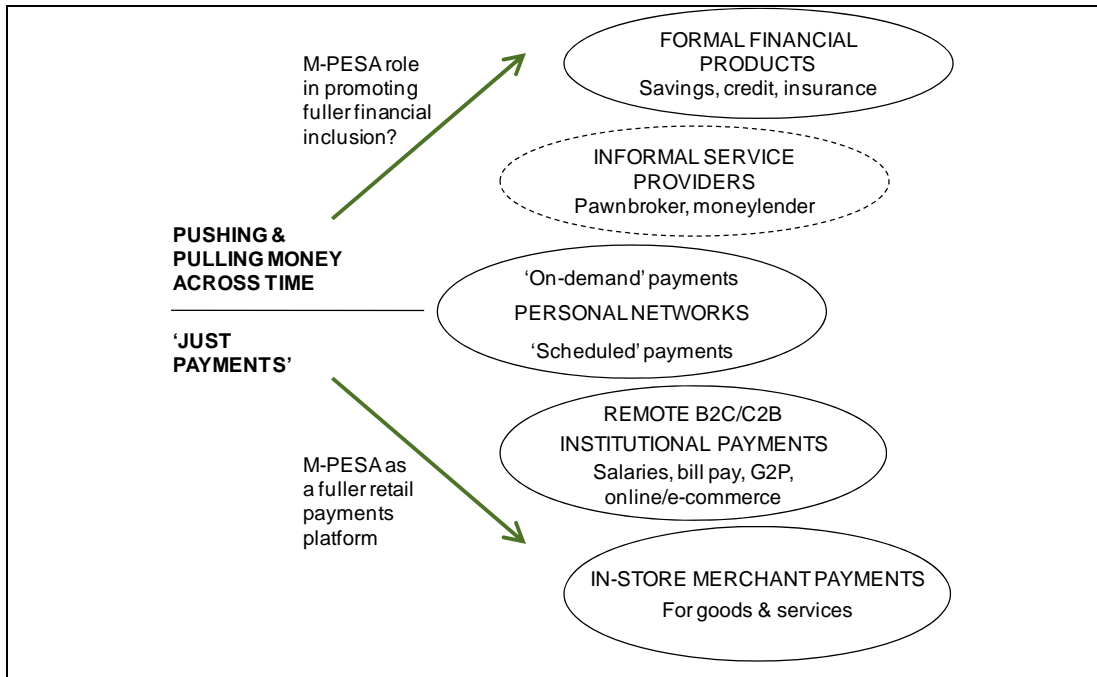 M-PESA role
in promoting
fuller financial
inclusion?
FORMAL FINANCIAL
PRODUCTS
Savings, credit, insurance
INFORMAL SERVICE
PROVIDERS
Pawnbroker, moneylender
PUSHING &
PULLING MONEY
ACROSS TIME
'On-demand' payments
PERSONAL NETWORKS
'Scheduled' payments
‘JUST
PAYMENTS’
REMOTE B2C/C2B
INSTITUTIONAL PAYMENTS
Salaries, bill pay, G2P,
online/e-commerce
M-PESA as
a fuller retail
payments
platform
IN-STORE MERCHANT PAYMENTS
For goods & services